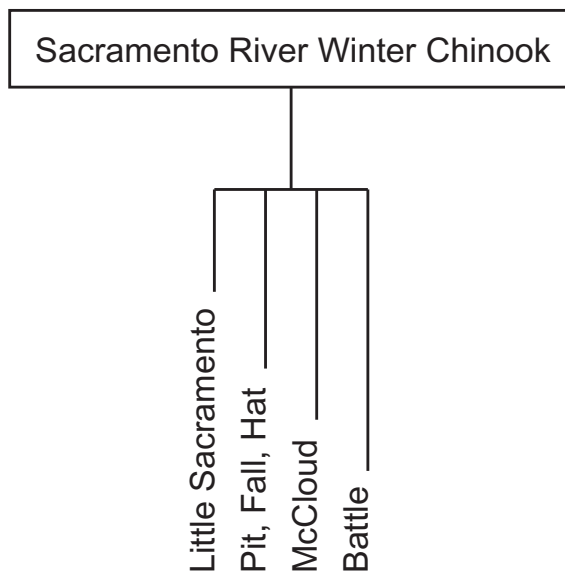 Sacramento River Winter Chinook
Little Sacramento
Pit, Fall, Hat
McCloud
Battle